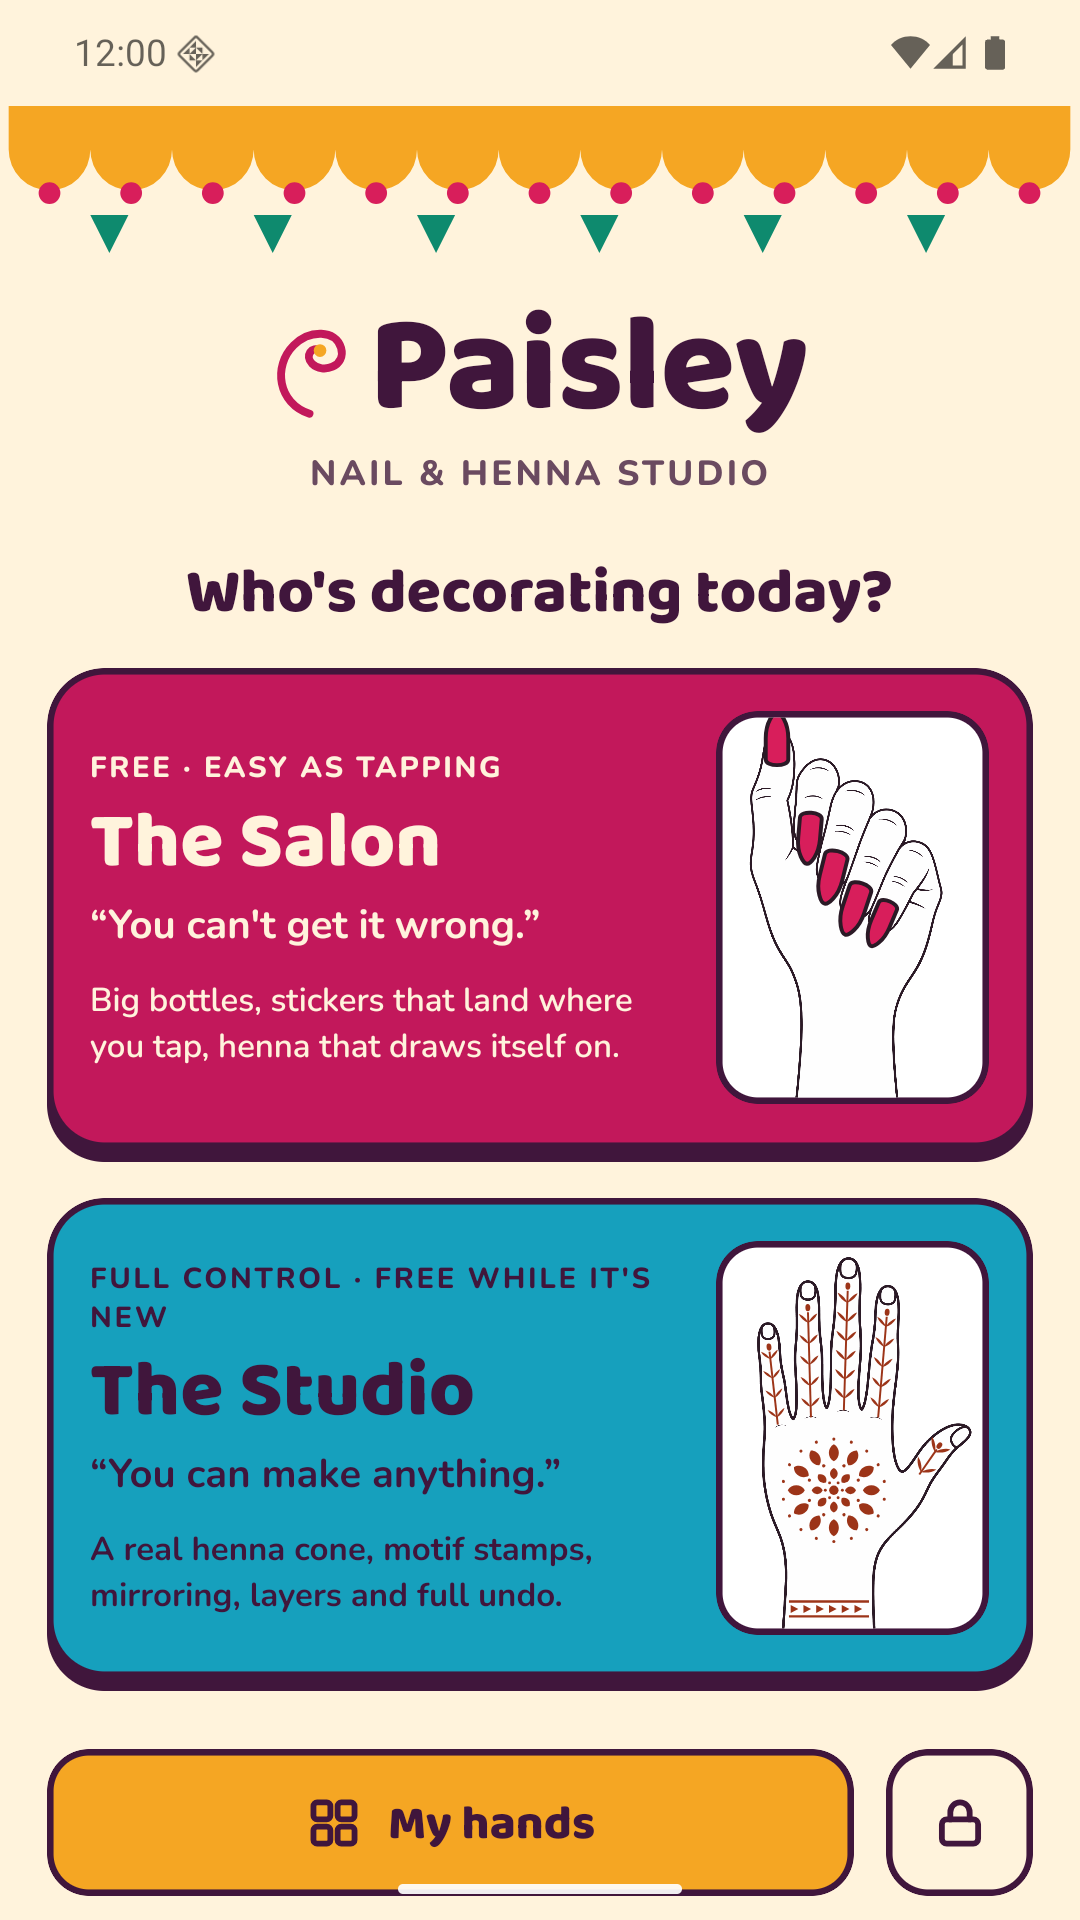 12:00
Paisley
NAIL & HENNA STUDIO
Who's decorating today?
FREE · EASY AS TAPPING
The Salon
“You can't get it wrong.”
Big bottles, stickers that land where
you tap, henna that draws itself on.
FULL CONTROL · FREE WHILE IT'S
NEW
The Studio
“You can make anything.”
A real henna cone, motif stamps,
mirroring, layers and full undo.
My hands